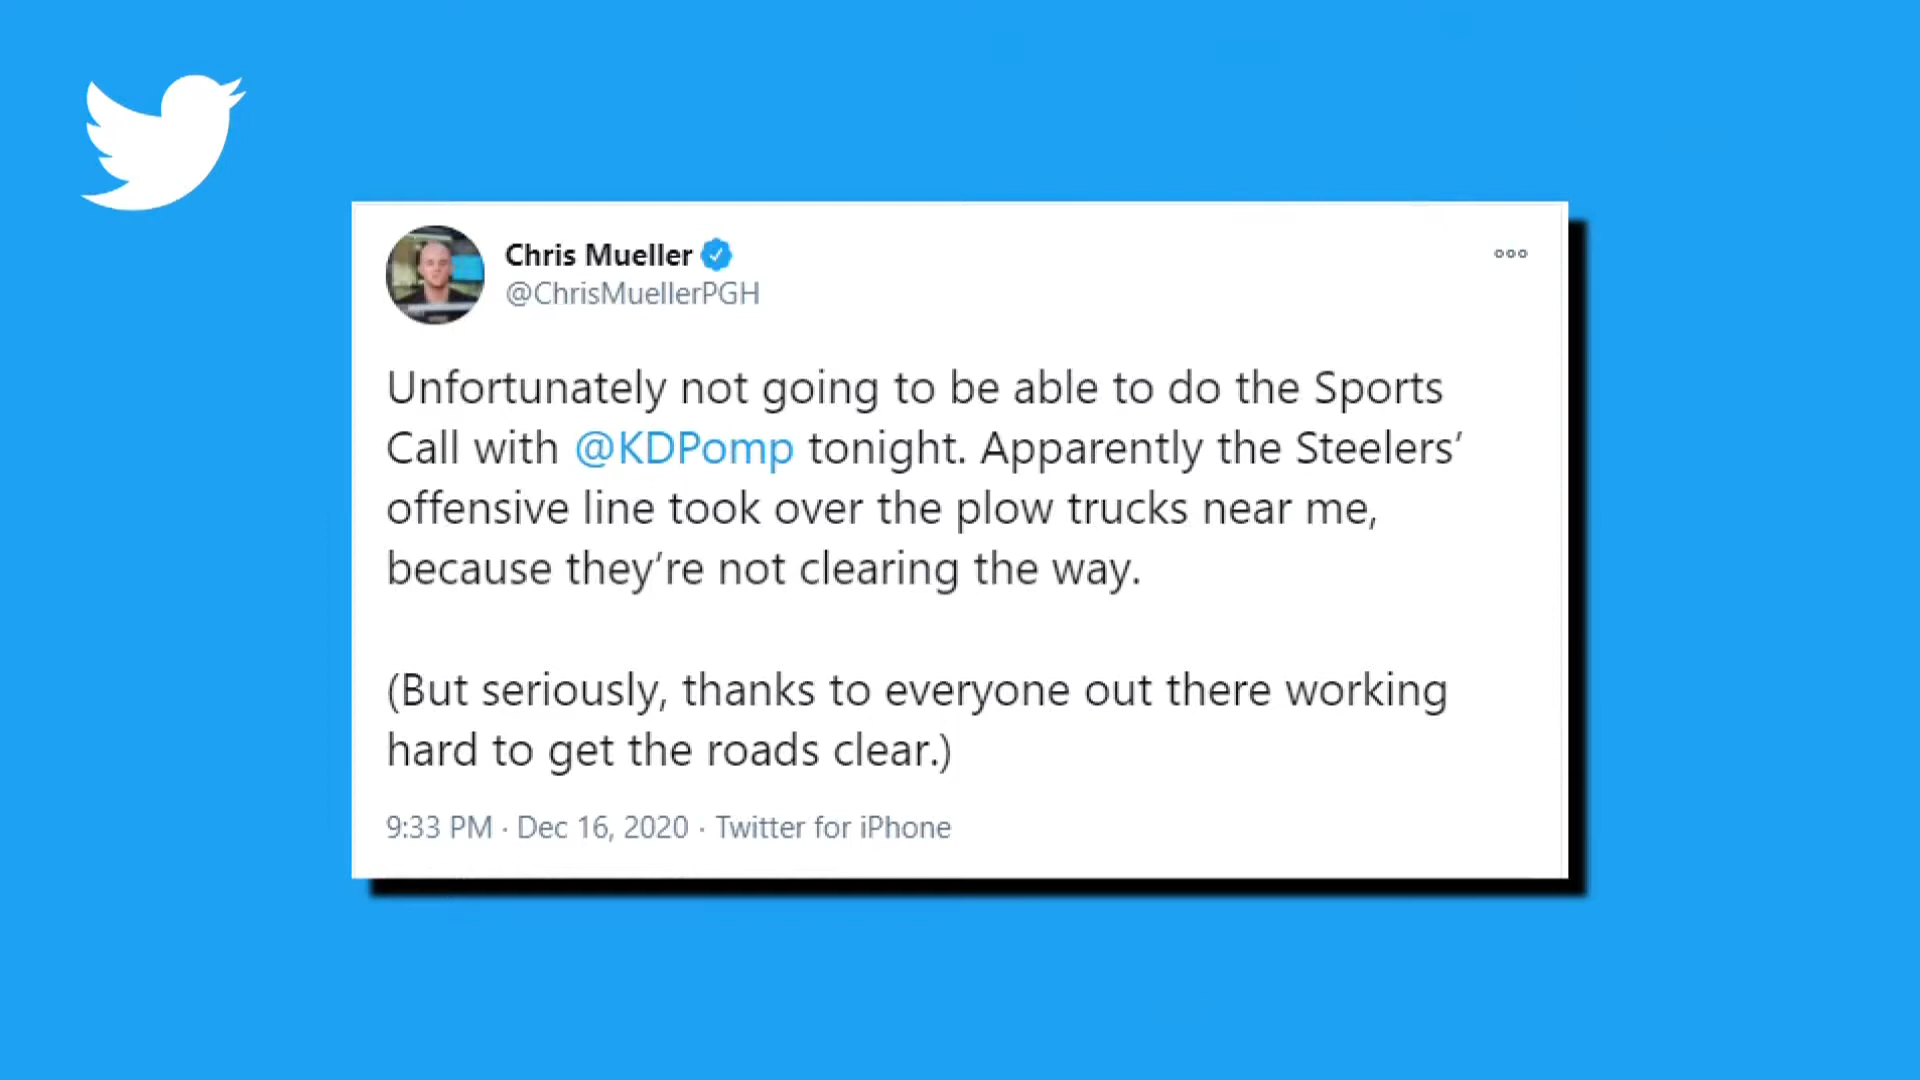 Chris Mueller
@ChrisMuellerPGH
Unfortunately not going to be able to do the Sports
Call with @KDPomp tonight. Apparently the Steelers’
offensive line took over the plow trucks near me,
because they’re not clearing the way.
(But seriously, thanks to everyone out there working
hard to get the roads clear.)
9:33 PM · Dec 16, 2020 · Twitter for iPhone